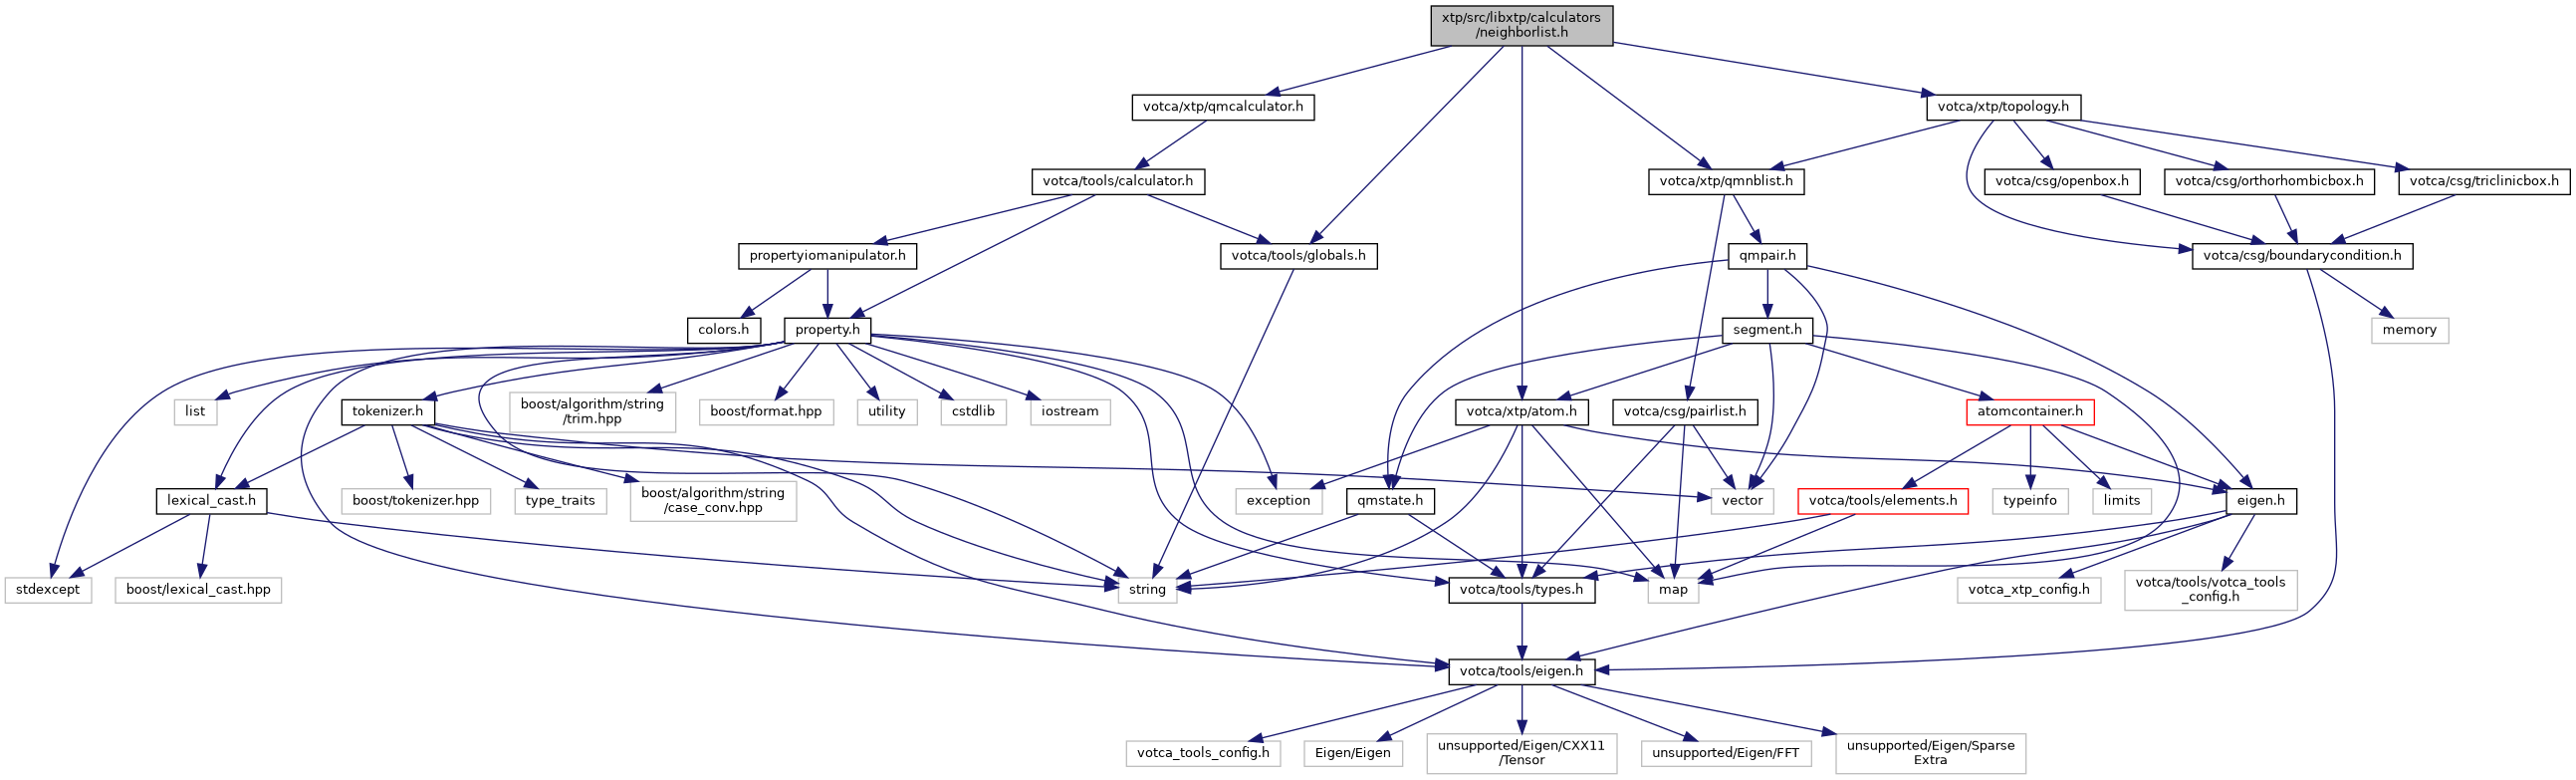 xtp/src/libxtp/calculators
/neighborlist.h
votca/xtp/qmcalculator.h
votca/xtp/topology.h
votca/tools/calculator.h
votca/xtp/qmnblist.h
votca/csg/openbox.h
votca/csg/orthorhombicbox.h
votca/csg/triclinicbox.h
propertyiomanipulator.h
votca/tools/globals.h
qmpair.h
votca/csg/boundarycondition.h
colors.h
property.h
segment.h
memory
list
tokenizer.h
boost/algorithm/string
/trim.hpp
boost/format.hpp
utility
cstdlib
iostream
votca/xtp/atom.h
votca/csg/pairlist.h
atomcontainer.h
lexical_cast.h
boost/tokenizer.hpp
type_traits
boost/algorithm/string
/case_conv.hpp
exception
qmstate.h
vector
votca/tools/elements.h
typeinfo
limits
eigen.h
stdexcept
boost/lexical_cast.hpp
string
votca/tools/types.h
map
votca_xtp_config.h
votca/tools/votca_tools
_config.h
votca/tools/eigen.h
votca_tools_config.h
Eigen/Eigen
unsupported/Eigen/CXX11
/Tensor
unsupported/Eigen/FFT
unsupported/Eigen/Sparse
Extra